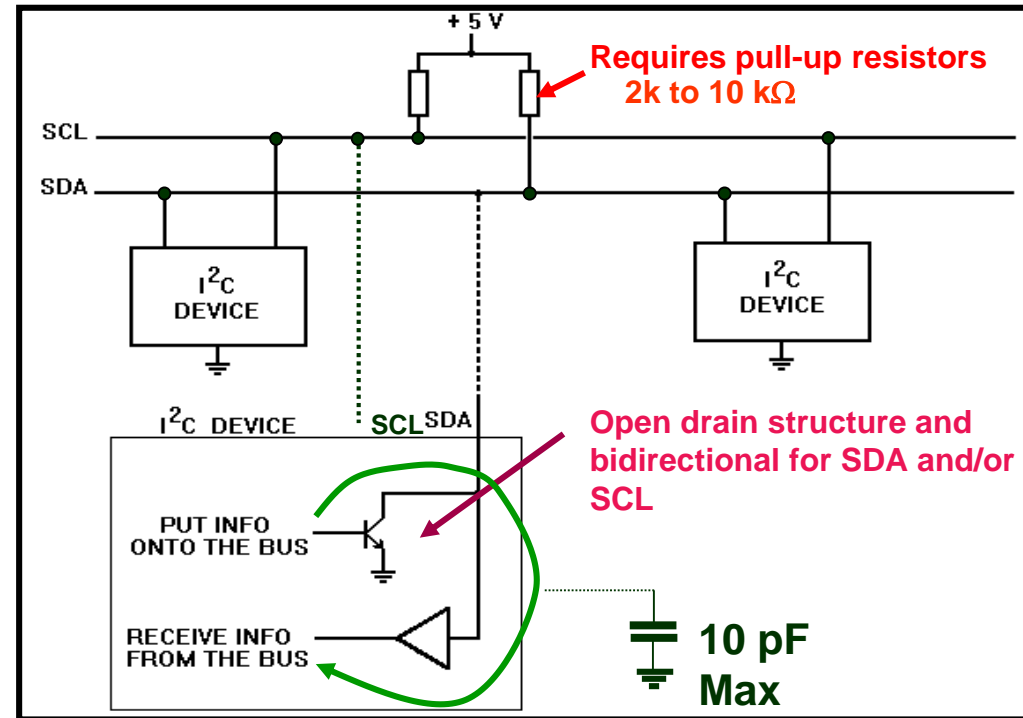 + 5 V
Requires pull-up resistors
2k to 10 kΩ
SCL
SDA
I²C
DEVICE
I²C
DEVICE
I²C DEVICE
SCL SDA
Open drain structure and
bidirectional for SDA and/or
SCL
PUT INFO
ONTO THE BUS
RECEIVE INFO
FROM THE BUS
10 pF
Max